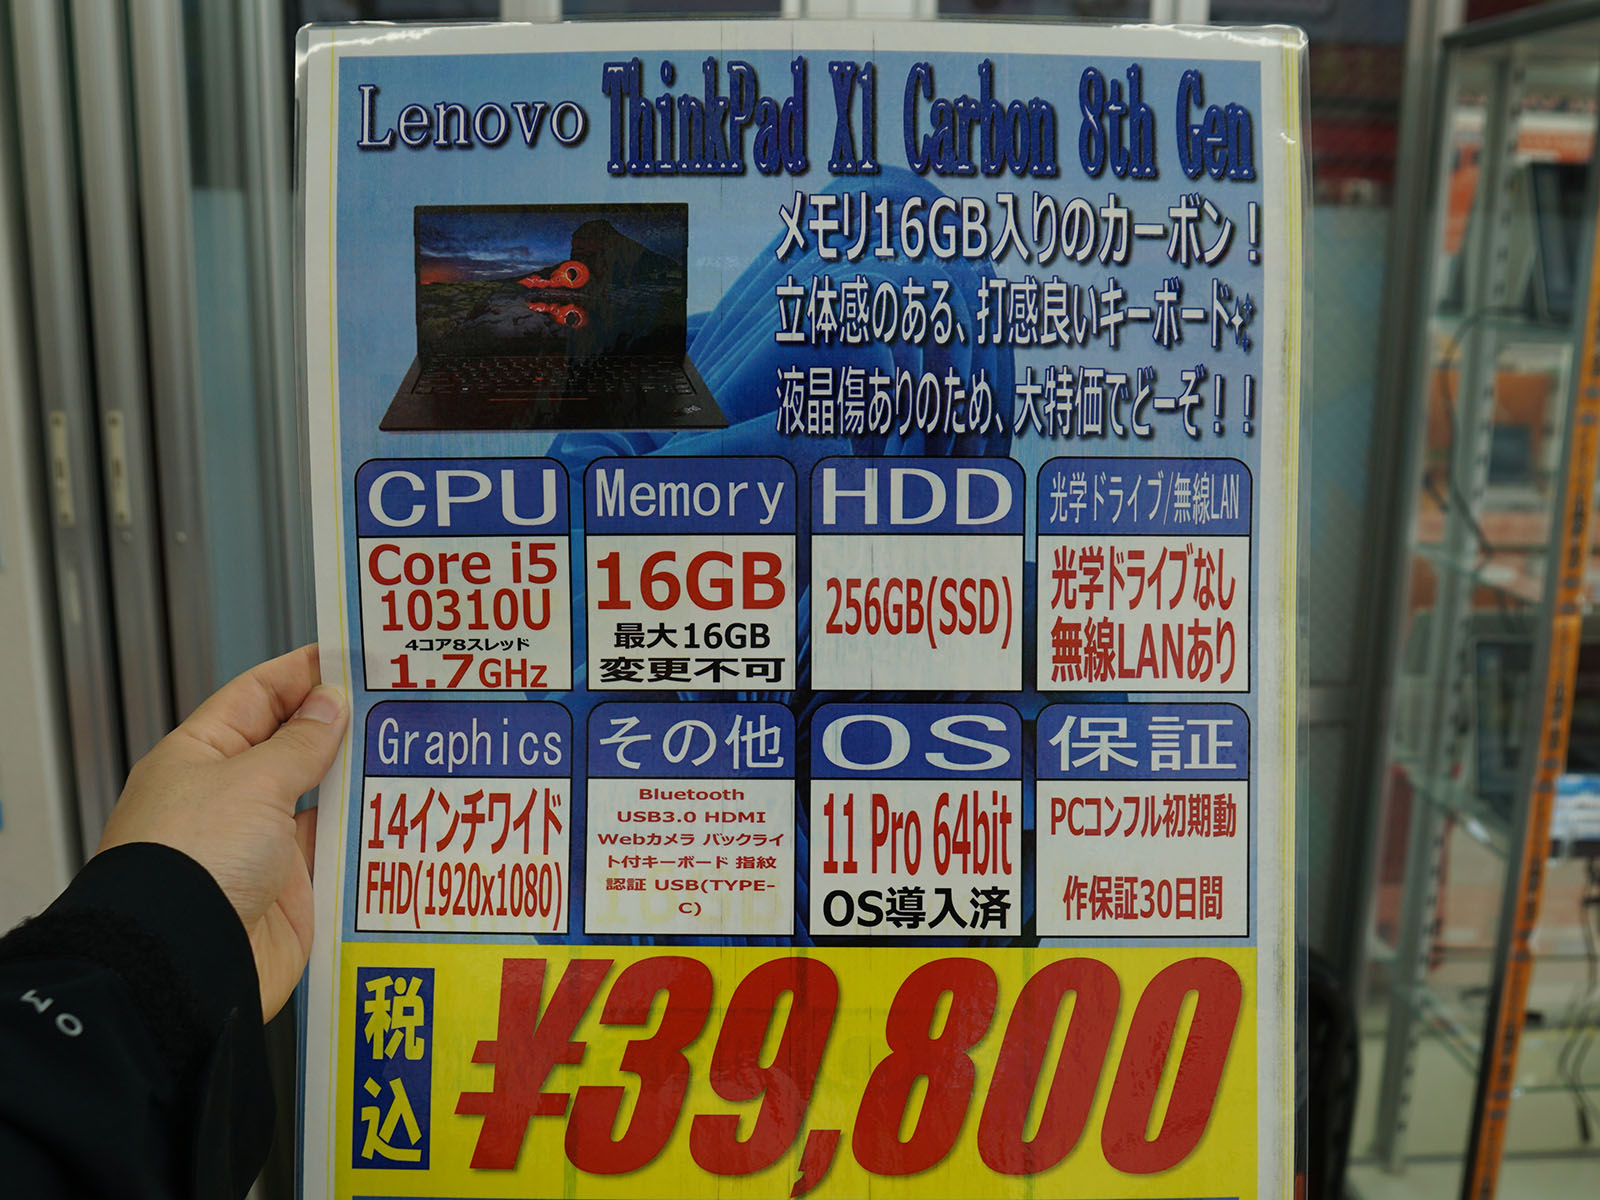 Lenovo ThinkPad X1 Carbon 8th Gen
メモリ16GB入りのカーボン!
立体感のある、打感良いキーボード✨
液晶傷ありのため、大特価でどーぞ!!
CPU
Core i5
10310U
4コア8スレッド
1.7GHz
Memory
16GB
最大16GB
変更不可
HDD
256GB(SSD)
光学ドライブ/無線LAN
光学ドライブなし
無線LANあり
Graphics
14インチワイド
FHD(1920x1080)
その他
Bluetooth
USB3.0 HDMI
Webカメラ バックライ
ト付キーボード 指紋
認証 USB(TYPE-
C)
OS
11 Pro 64bit
OS導入済
保証
PCコンフル初期動
作保証30日間
税込
¥39,800